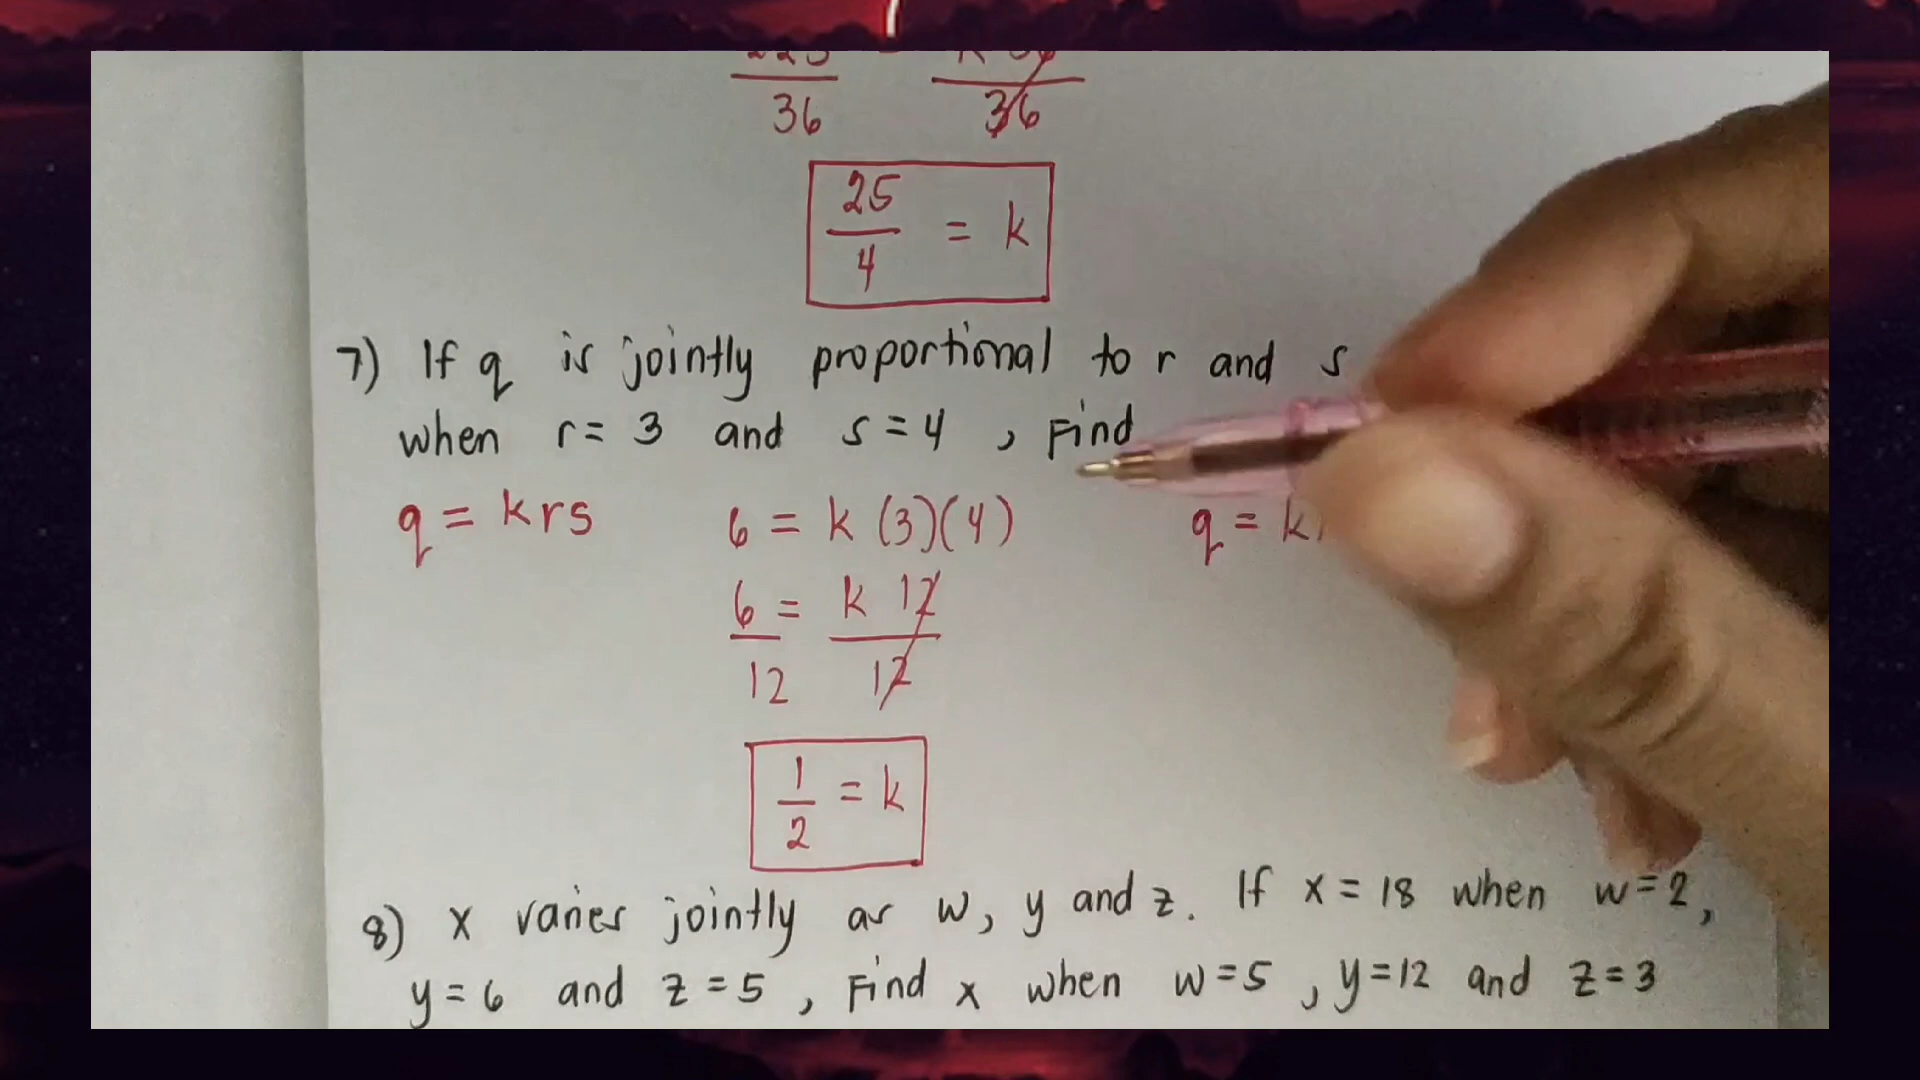 36 36
25/4 = k
7) If q is jointly proportional to r and s
when r = 3 and s = 4 , Find
q = krs 6 = k (3)(4) q = k
6/12 = k 12/12
1/2 = k
8) x varies jointly as w, y and z. If x = 18 when w = 2,
y = 6 and z = 5 , Find x when w = 5 , y = 12 and z = 3